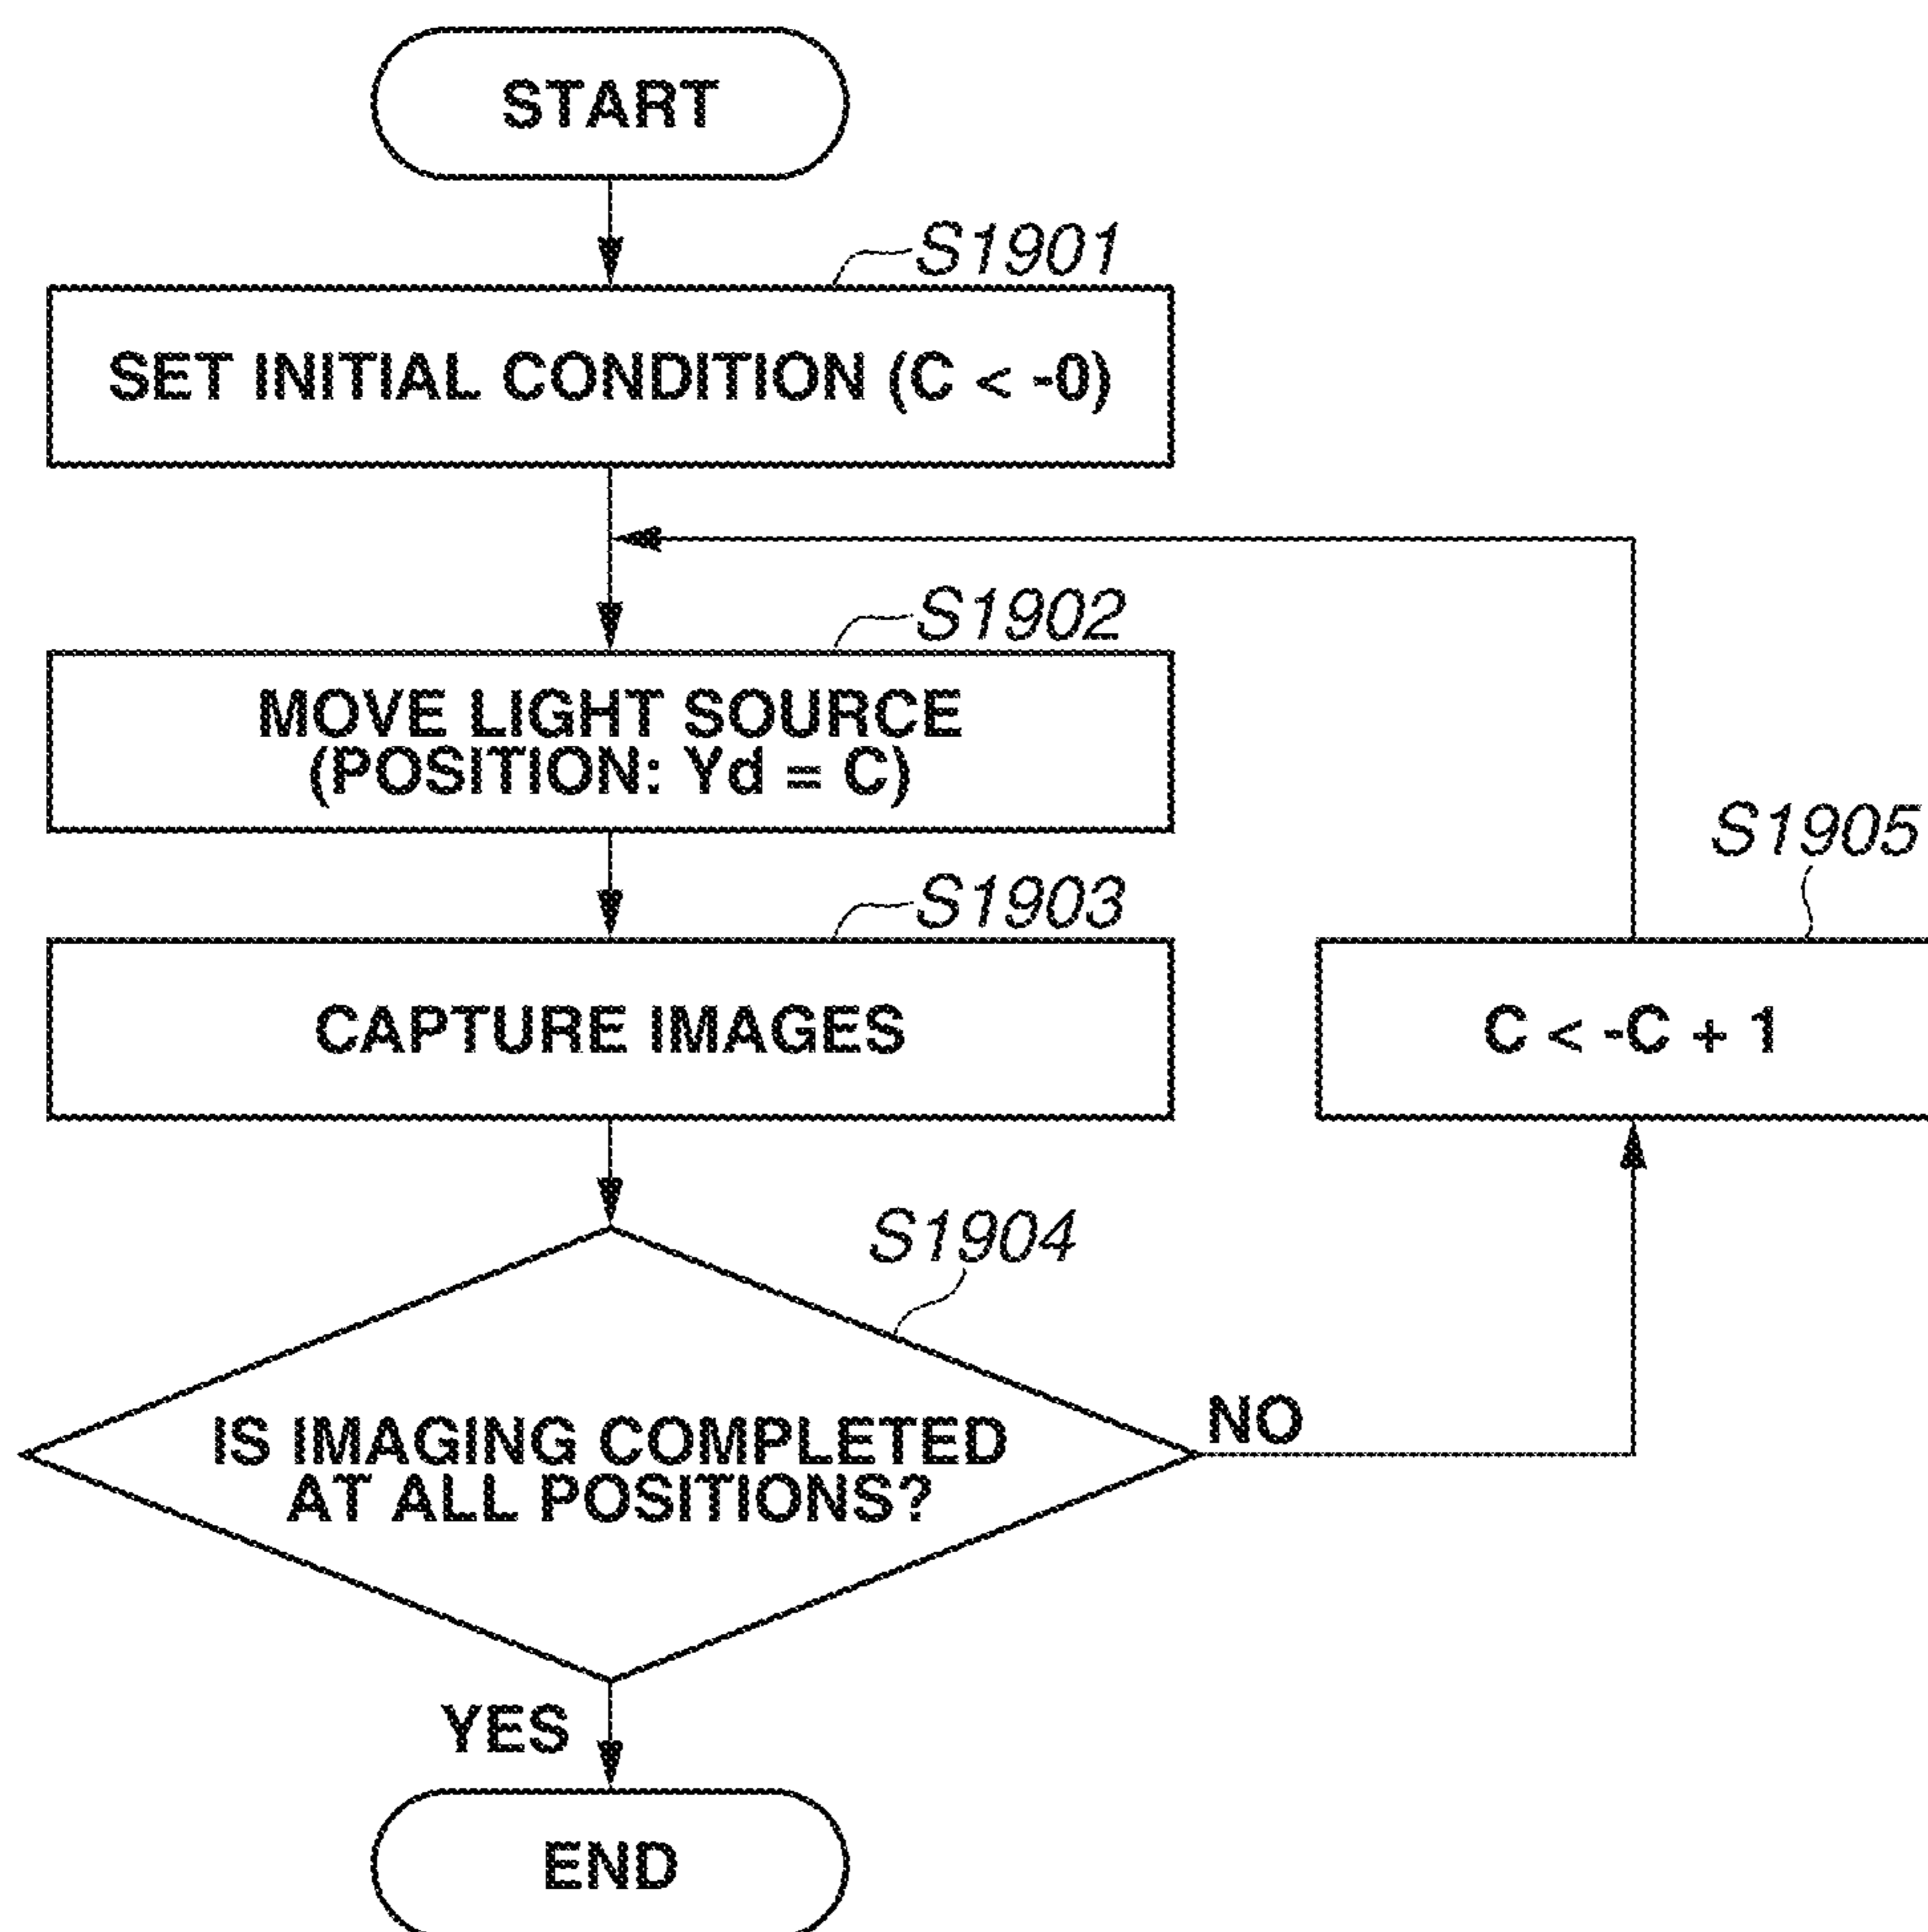 START
S1901
SET INITIAL CONDITION (C < -0)
S1902
MOVE LIGHT SOURCE
(POSITION: Yd = C)
S1903
CAPTURE IMAGES
S1904
IS IMAGING COMPLETED
AT ALL POSITIONS?
NO
S1905
C < -C + 1
YES
END